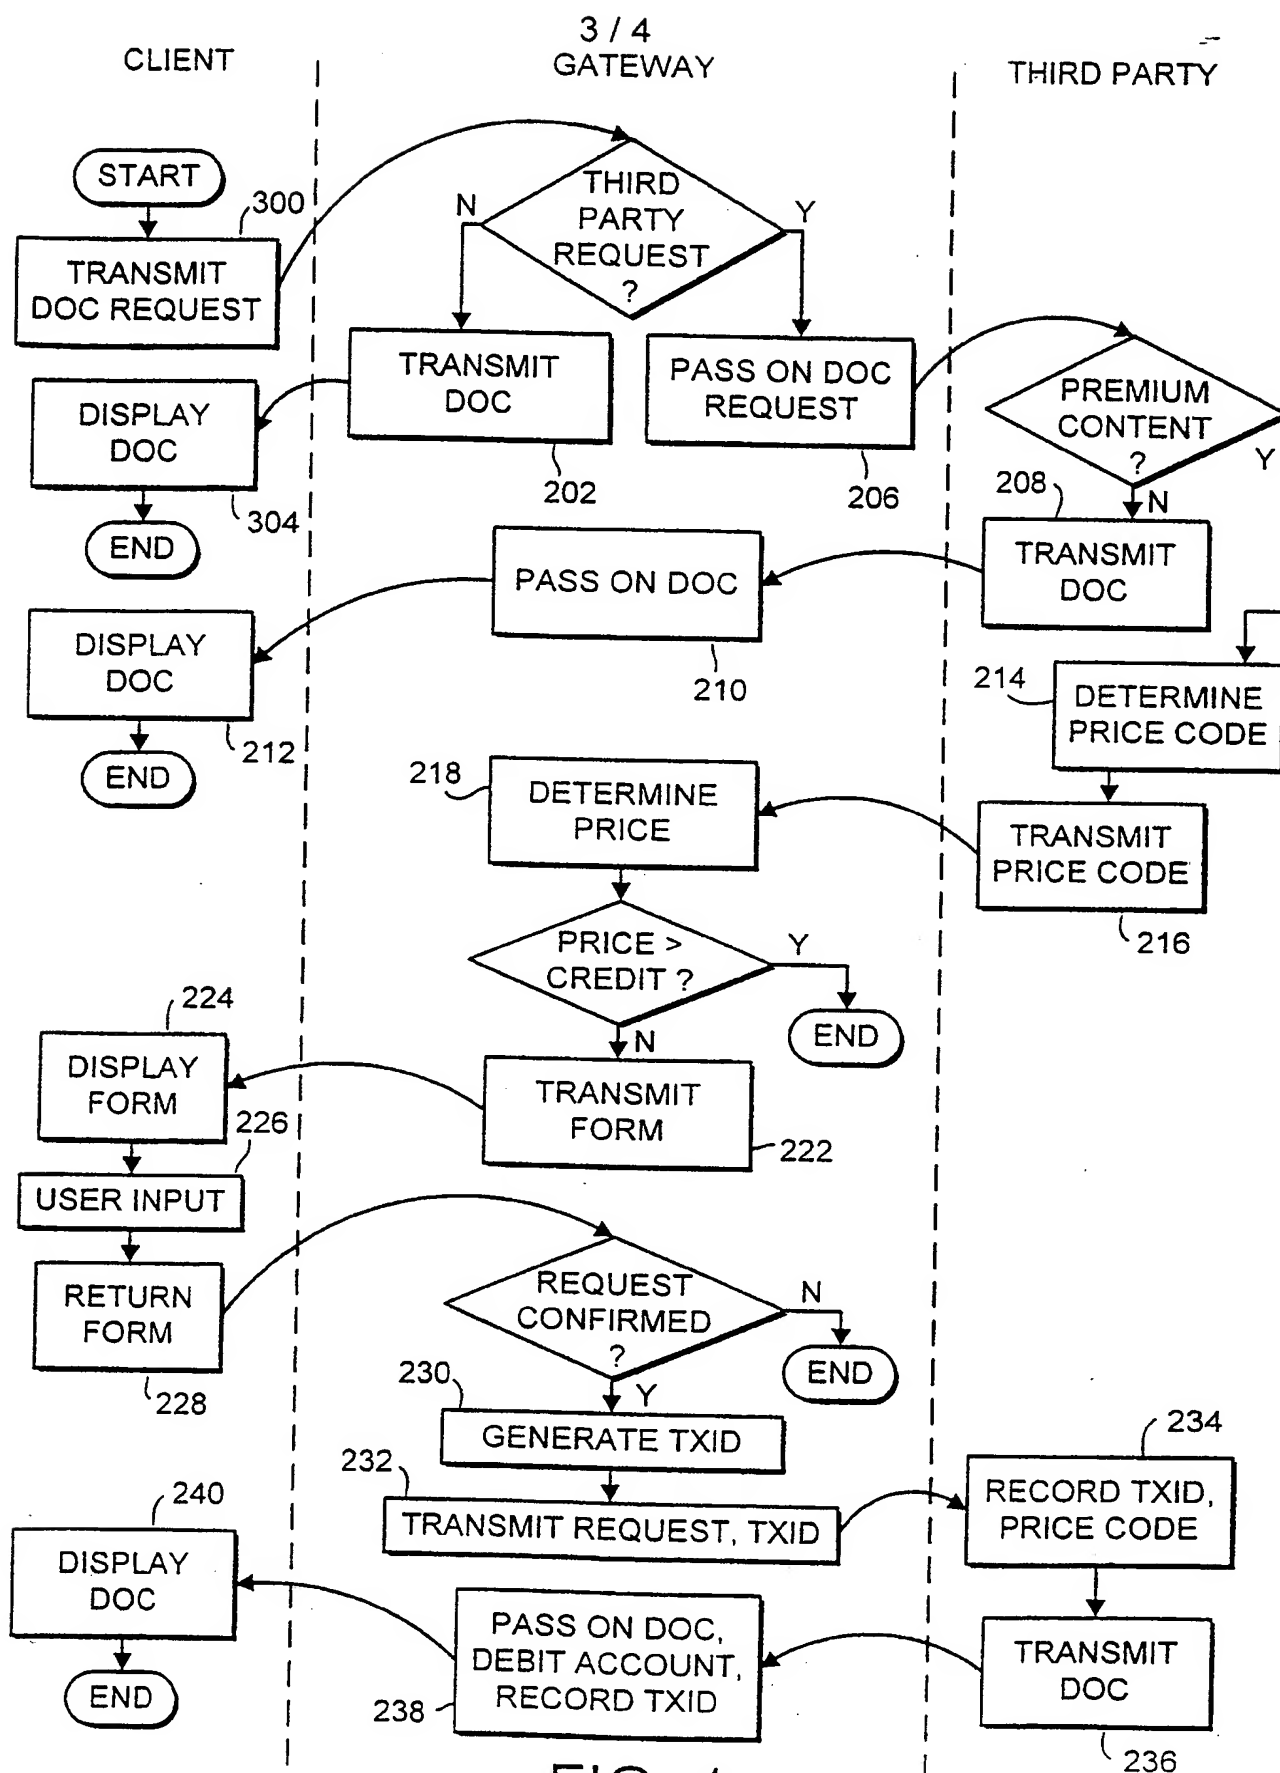 3 / 4
CLIENT
GATEWAY
THIRD PARTY
START
300
TRANSMIT
DOC REQUEST
THIRD
PARTY
REQUEST
?
N
Y
TRANSMIT
DOC
202
PASS ON DOC
REQUEST
206
PREMIUM
CONTENT
?
Y
N
DISPLAY
DOC
304
END
208
TRANSMIT
DOC
PASS ON DOC
210
DISPLAY
DOC
212
END
214
DETERMINE
PRICE CODE
TRANSMIT
PRICE CODE
216
218
DETERMINE
PRICE
PRICE >
CREDIT ?
Y
END
N
TRANSMIT
FORM
222
224
DISPLAY
FORM
226
USER INPUT
RETURN
FORM
228
REQUEST
CONFIRMED
?
N
END
Y
230
GENERATE TXID
232
TRANSMIT REQUEST, TXID
234
RECORD TXID,
PRICE CODE
TRANSMIT
DOC
236
PASS ON DOC,
DEBIT ACCOUNT,
RECORD TXID
238
240
DISPLAY
DOC
END